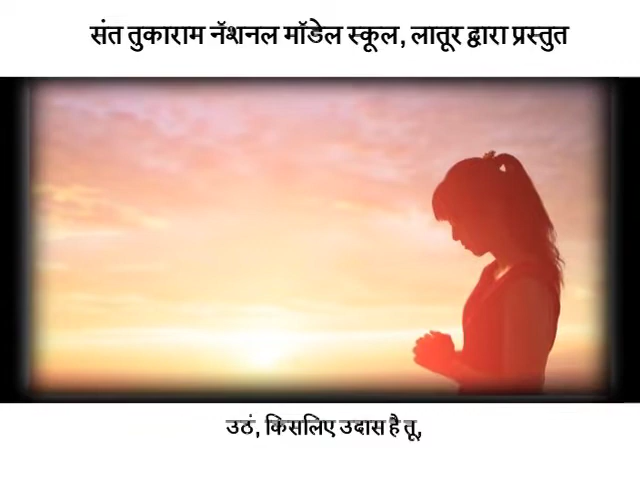 संत तुकाराम नॅशनल मॉडेल स्कूल, लातूर द्वारा प्रस्तुत
उठं, किसलिए उदास है तू,